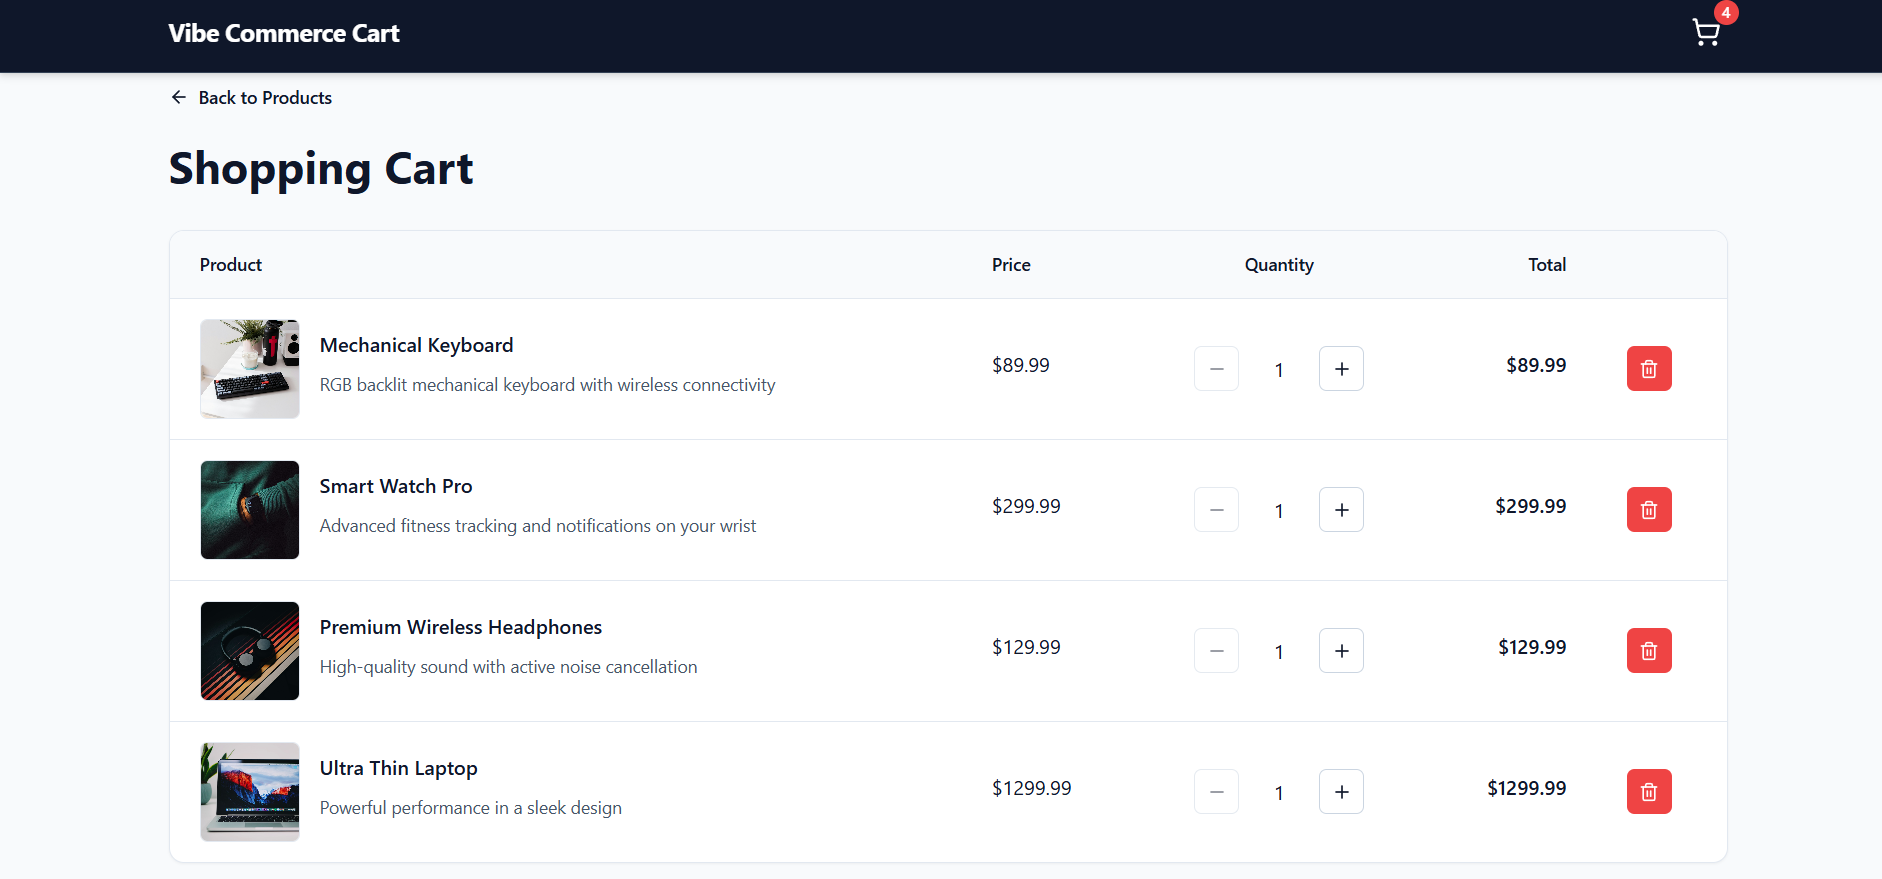 Vibe Commerce Cart
4
Back to Products
Shopping Cart
Product Price Quantity Total
Mechanical Keyboard
RGB backlit mechanical keyboard with wireless connectivity
$89.99 1 $89.99
Smart Watch Pro
Advanced fitness tracking and notifications on your wrist
$299.99 1 $299.99
Premium Wireless Headphones
High-quality sound with active noise cancellation
$129.99 1 $129.99
Ultra Thin Laptop
Powerful performance in a sleek design
$1299.99 1 $1299.99